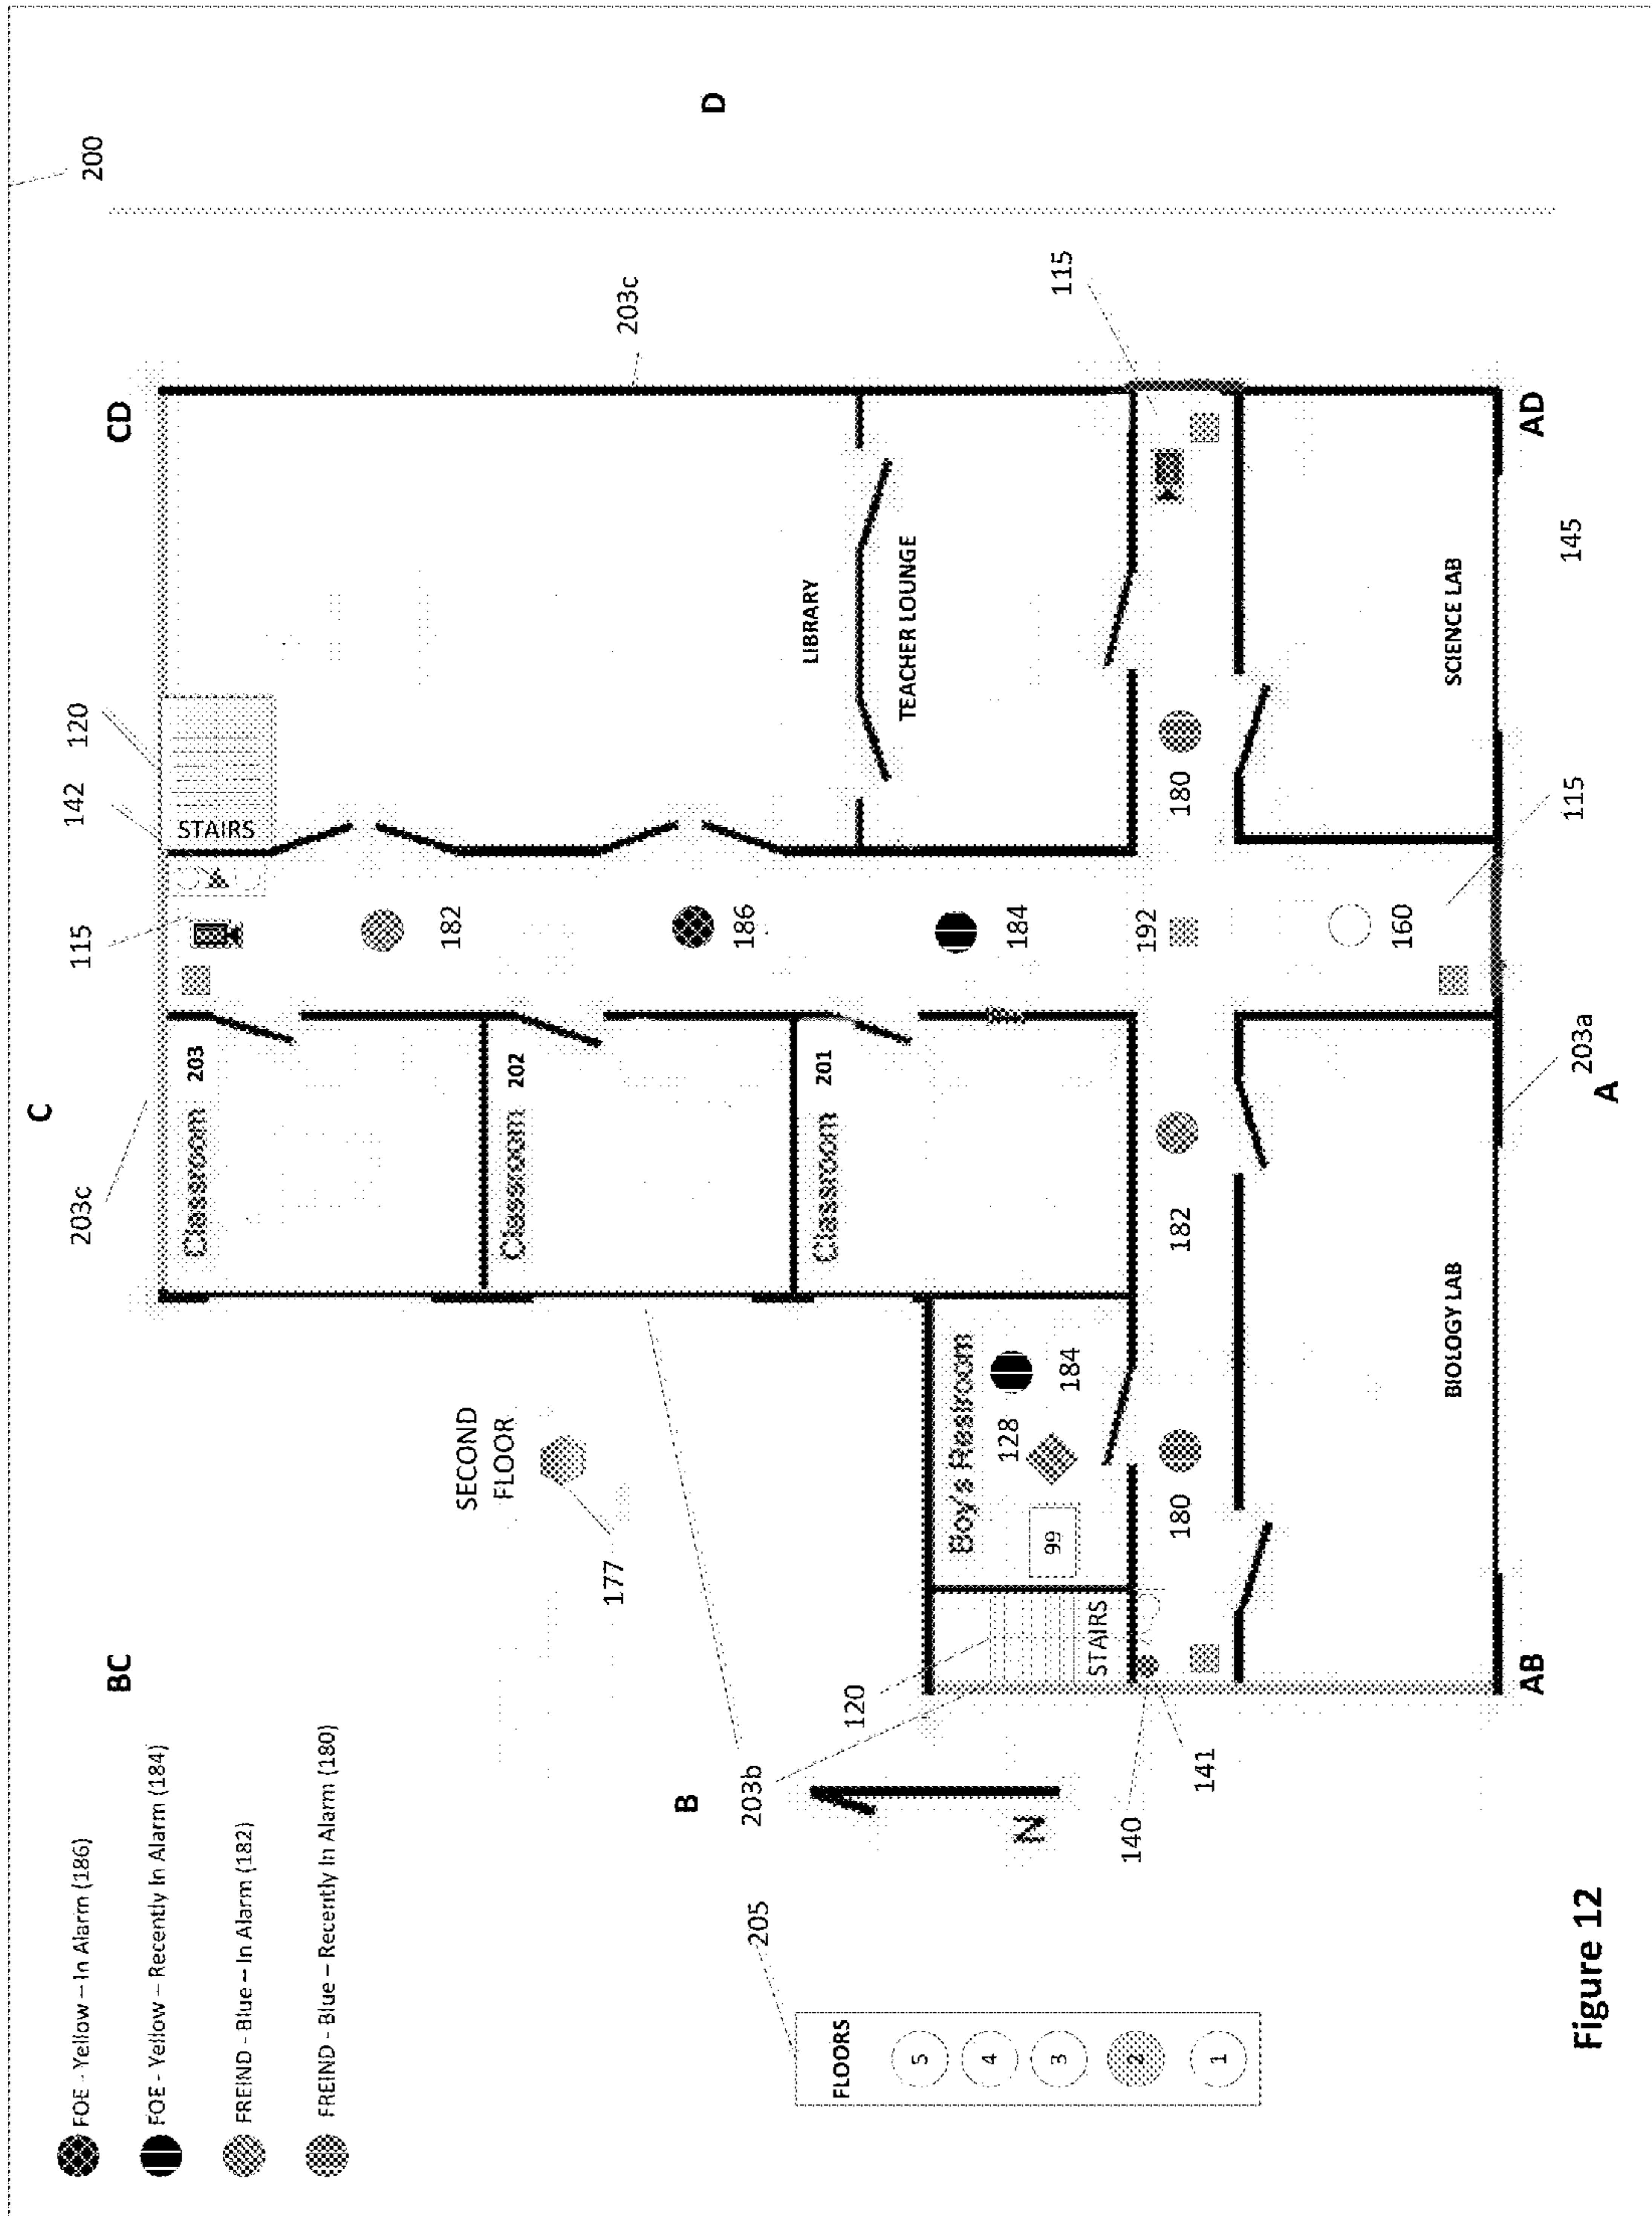 FOE - Yellow – In Alarm (186)
FOE - Yellow – Recently In Alarm (184)
FREIND - Blue – In Alarm (182)
FREIND - Blue – Recently In Alarm (180)
BC
C
CD
200
203c
115
142
120
STAIRS
Classroom 203
182
Classroom 202
186
Classroom 201
184
LIBRARY
TEACHER LOUNGE
203c
D
SECOND
FLOOR
177
B
203b
120
N
140
141
STAIRS
Boy's Restroom
99
128
184
180
182
192
180
115
160
115
BIOLOGY LAB
SCIENCE LAB
AB
203a
A
145
AD
205
FLOORS
5
4
3
2
1
Figure 12